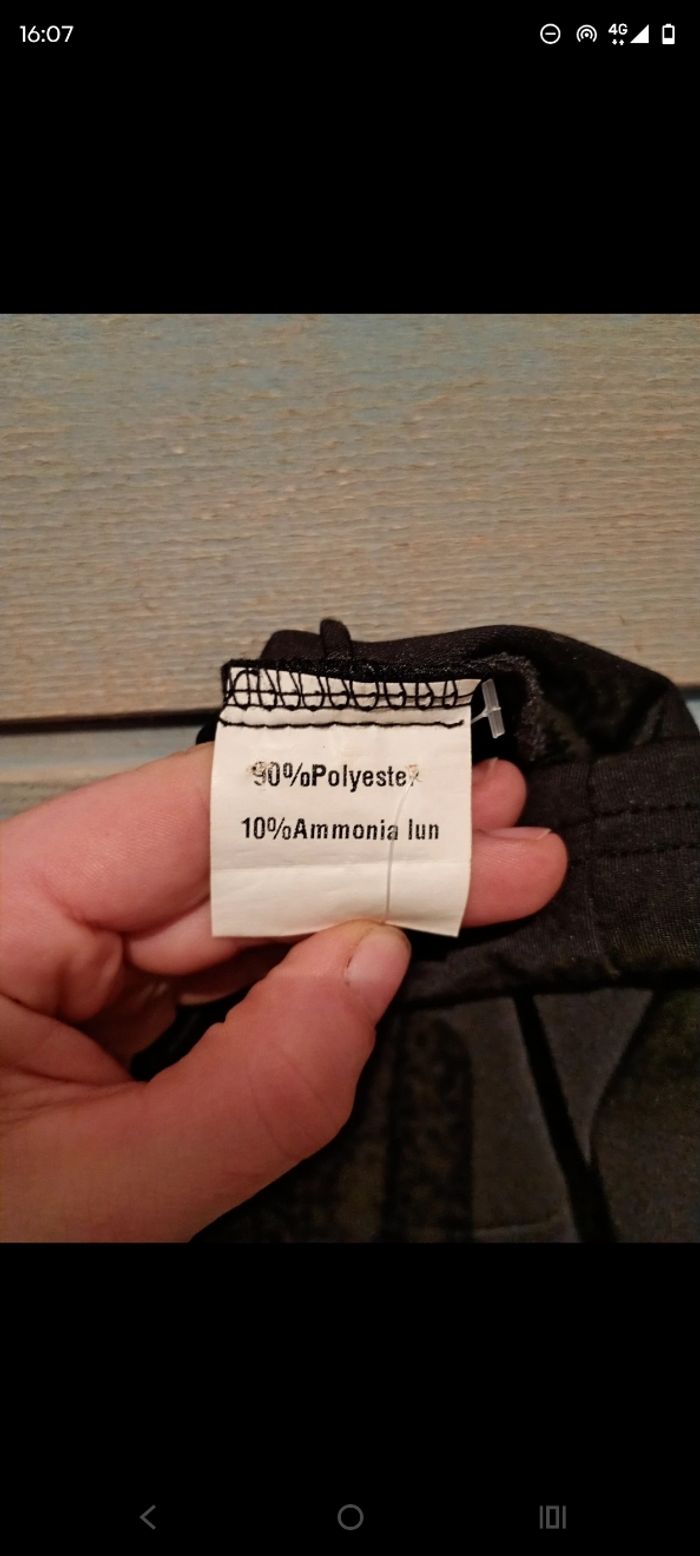 16:07
4G
90%Polyester
10%Ammonia lun